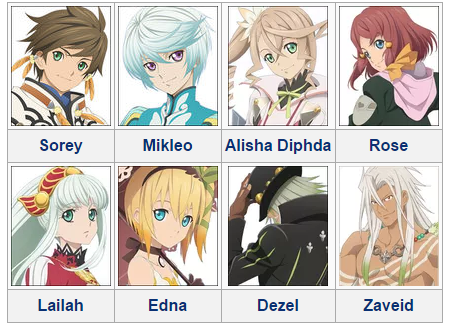 Sorey
Mikleo
Alisha Diphda
Rose
Lailah
Edna
Dezel
Zaveid